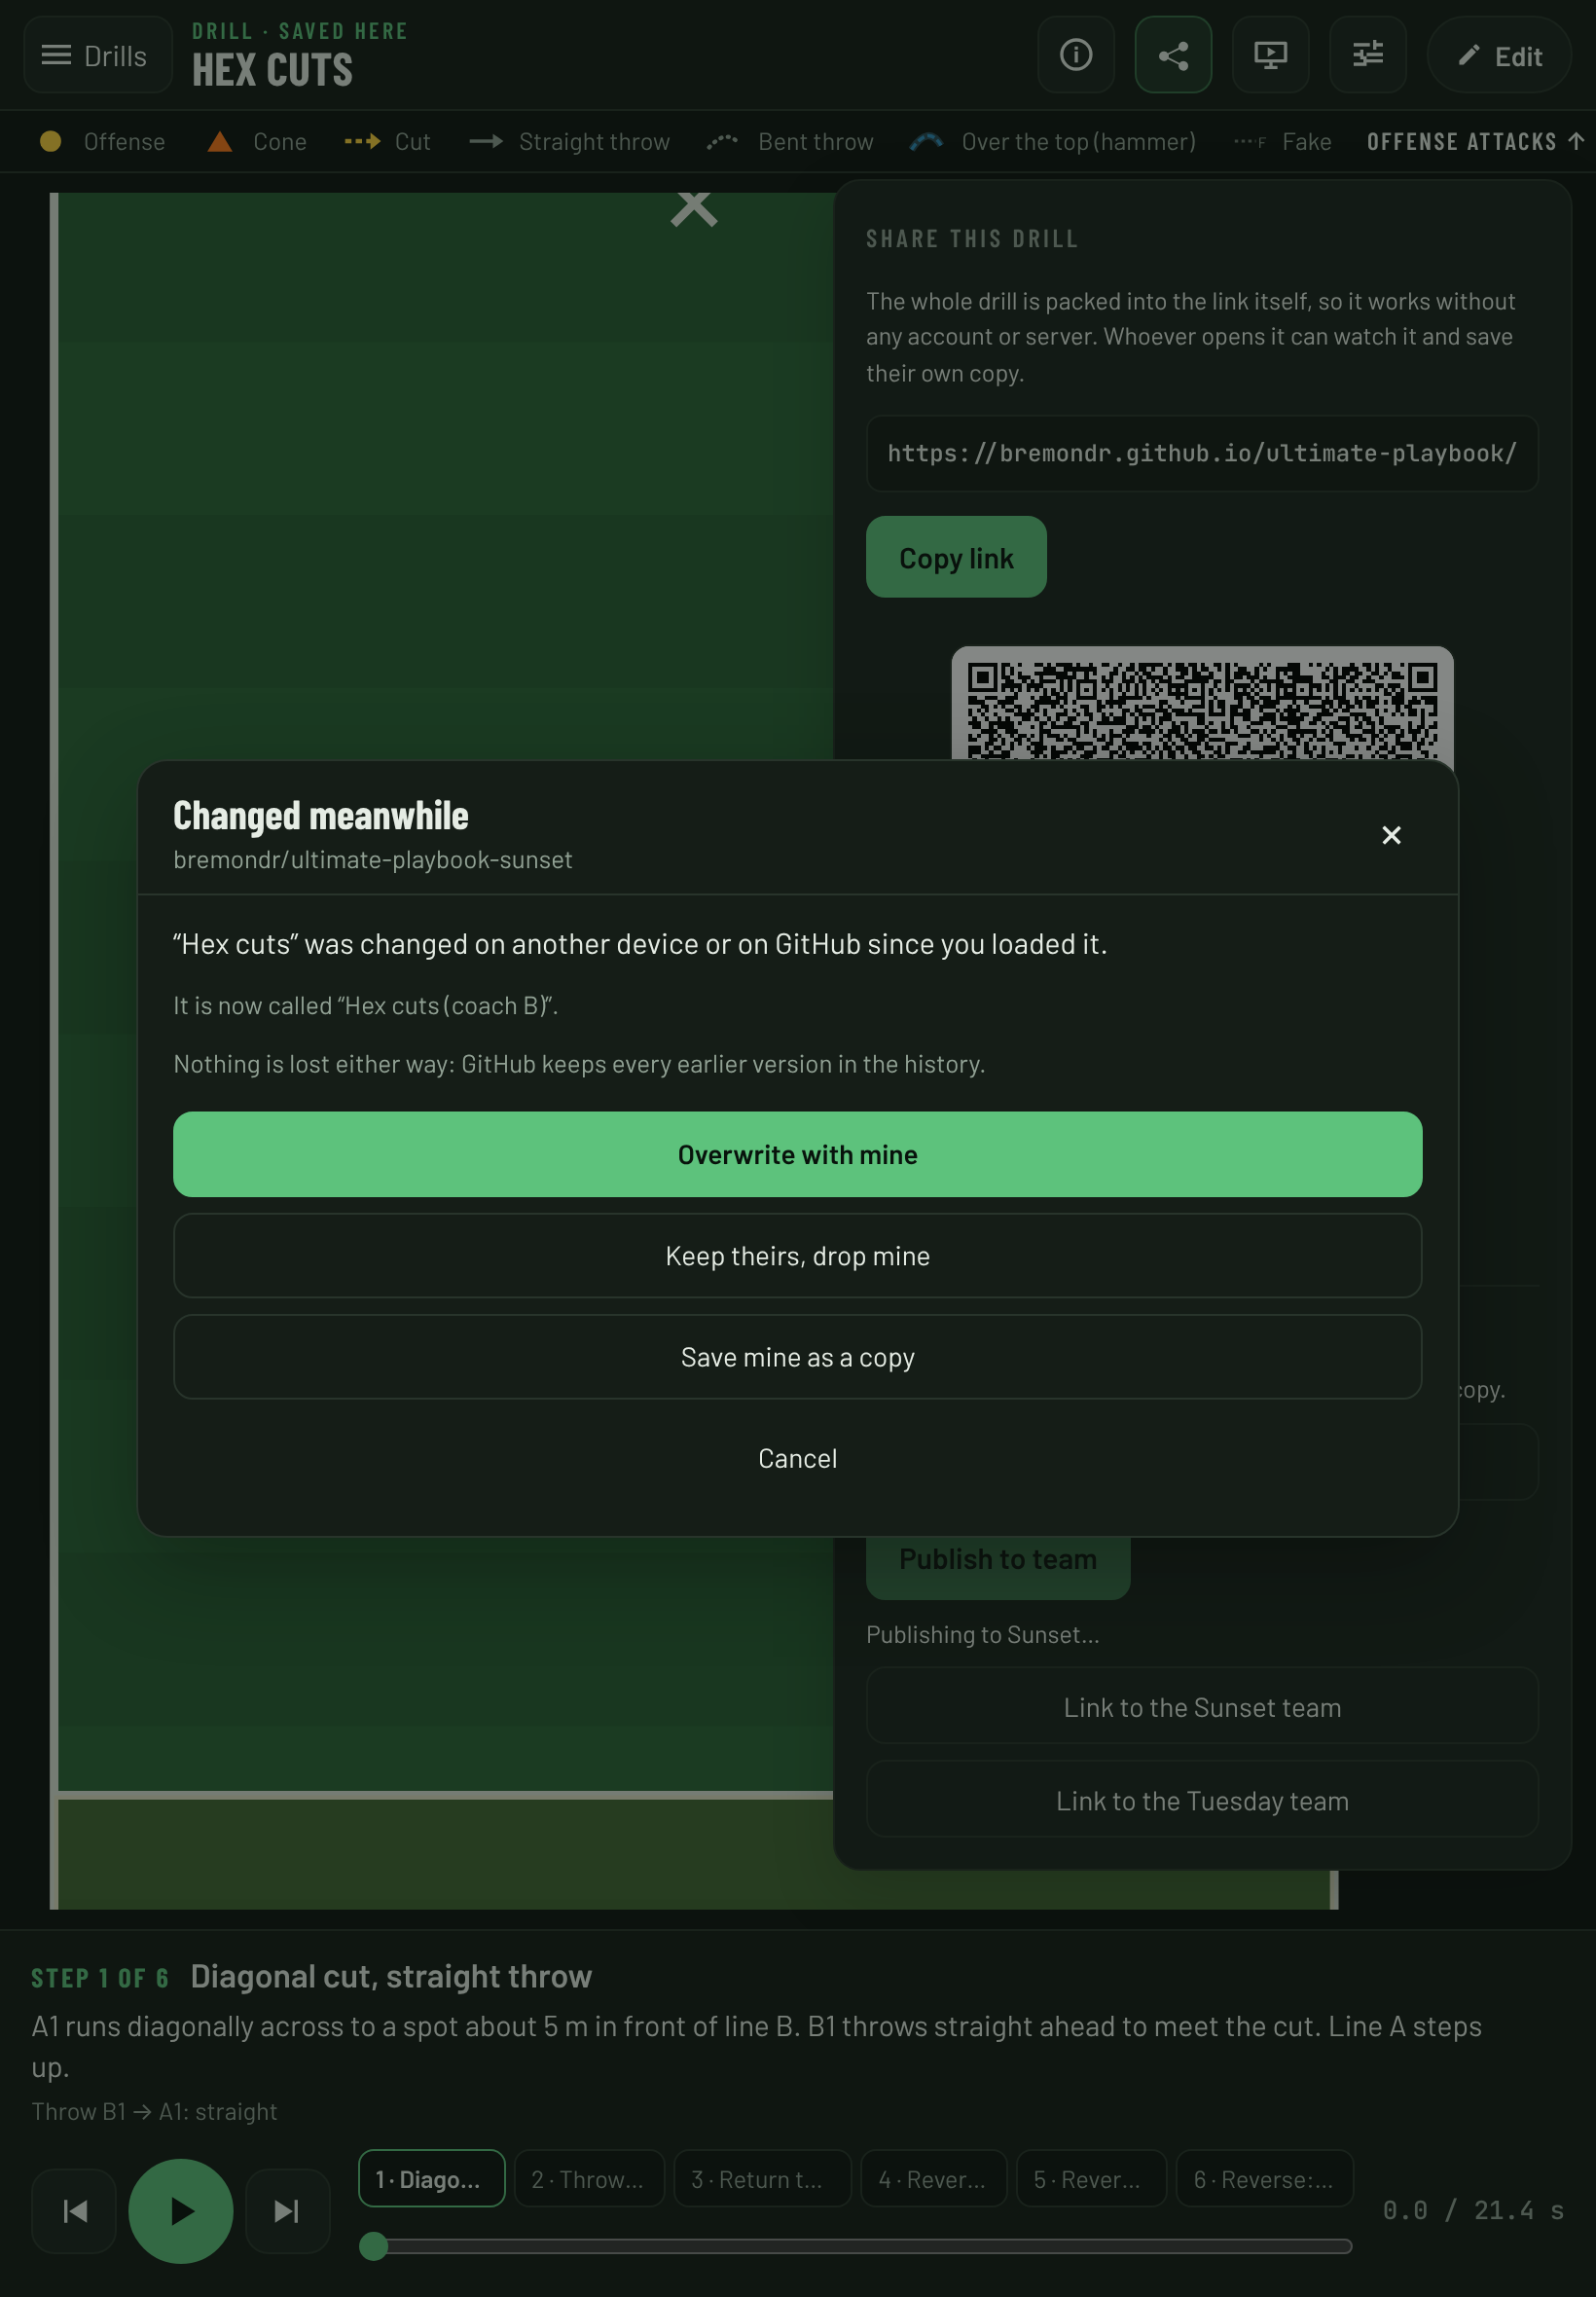 Drills
DRILL · SAVED HERE
HEX CUTS
Edit
Offense
Cone
Cut
Straight throw
Bent throw
Over the top (hammer)
F
Fake
OFFENSE ATTACKS ↑
SHARE THIS DRILL
The whole drill is packed into the link itself, so it works without
any account or server. Whoever opens it can watch it and save
their own copy.
https://bremondr.github.io/ultimate-playbook/
Copy link
Changed meanwhile
bremondr/ultimate-playbook-sunset
“Hex cuts” was changed on another device or on GitHub since you loaded it.
It is now called “Hex cuts (coach B)”.
Nothing is lost either way: GitHub keeps every earlier version in the history.
Overwrite with mine
Keep theirs, drop mine
Save mine as a copy
Cancel
copy.
Publish to team
Publishing to Sunset…
Link to the Sunset team
Link to the Tuesday team
STEP 1 OF 6 Diagonal cut, straight throw
A1 runs diagonally across to a spot about 5 m in front of line B. B1 throws straight ahead to meet the cut. Line A steps
up.
Throw B1 → A1: straight
1 · Diago…
2 · Throw…
3 · Return t…
4 · Rever…
5 · Rever…
6 · Reverse:…
0.0 / 21.4 s